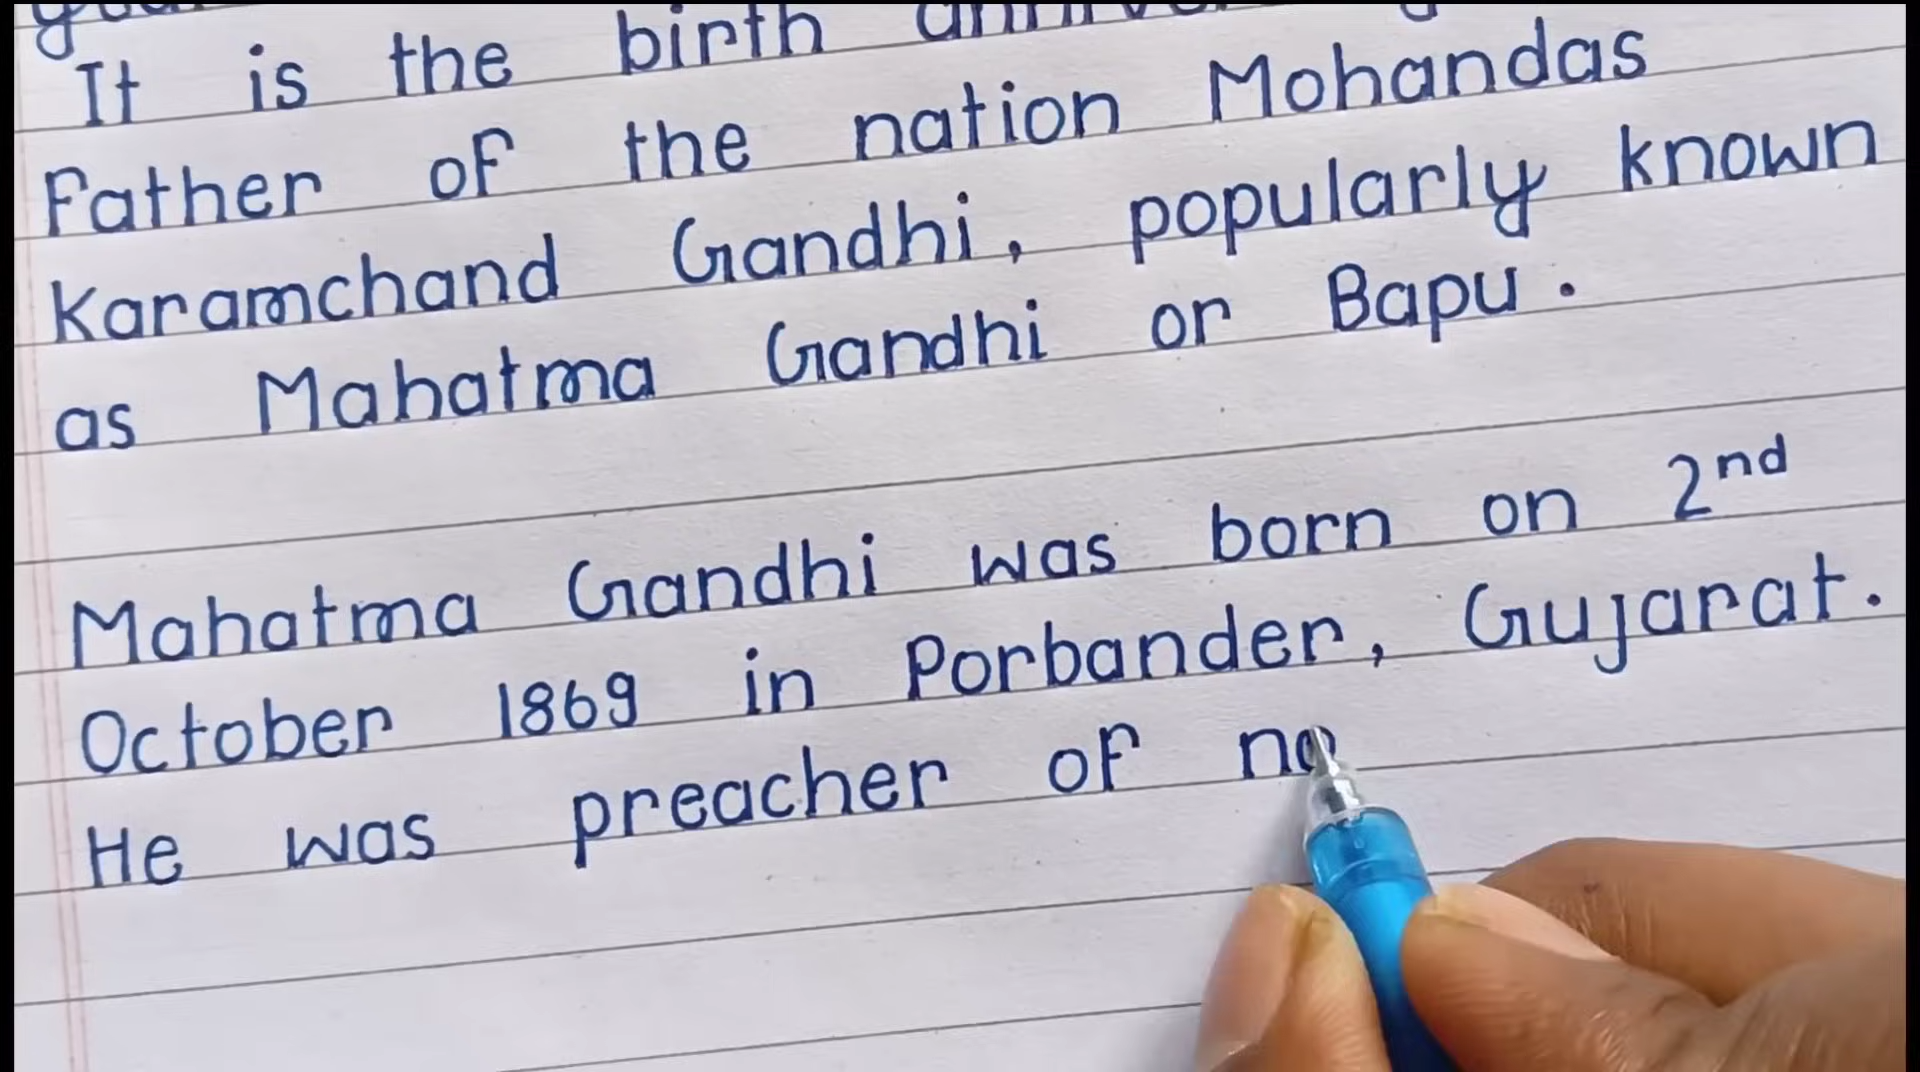 It is the birth
Father of the nation Mohandas
Karamchand Gandhi, popularly known
as Mahatma Gandhi or Bapu.
Mahatma Gandhi was born on 2nd
October 1869 in Porbander, Gujarat.
He was preacher of no